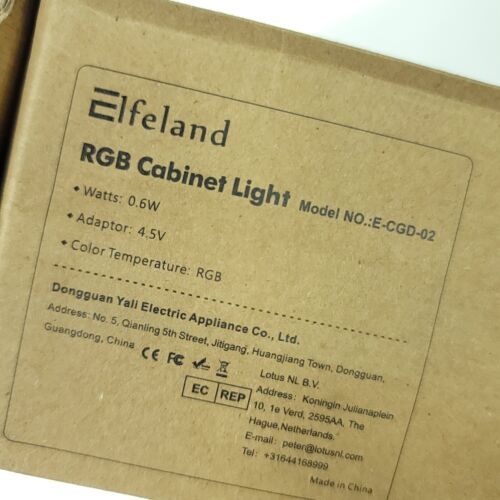 Elfeland
RGB Cabinet Light Model NO.:E-CGD-02
• Watts: 0.6W
• Adaptor: 4.5V
• Color Temperature: RGB
Dongguan Yali Electric Appliance Co., Ltd.
Address: No. 5, Qianling 5th Street, Jitigang, Huangjiang Town, Dongguan,
Guangdong, China
CE FC
EC REP
Lotus NL B.V.
Address: Koningin Julianaplein
10, 1e Verd, 2595AA, The
Hague,Netherlands.
E-mail: peter@lotusnl.com
Tel: +31644168999
Made in China